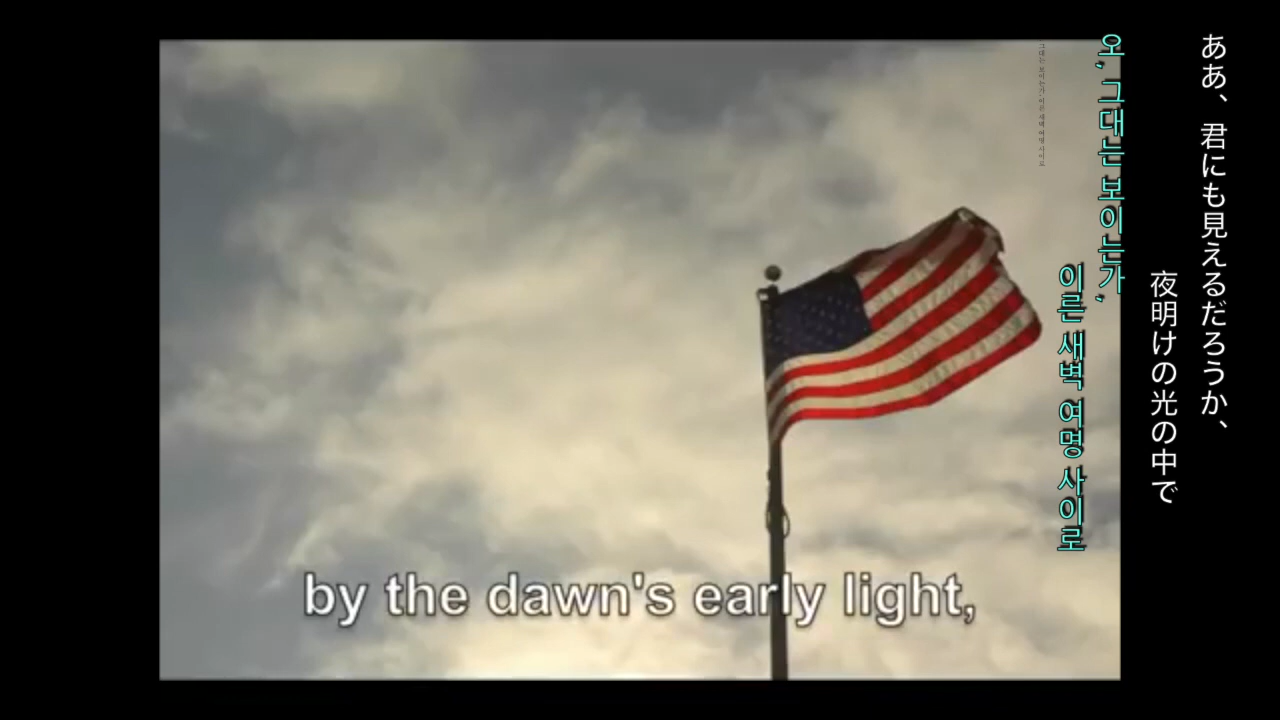 ああ、君にも見えるだろうか、
夜明けの光の中で
오, 그대는 보이는가,
이른 새벽 여명 사이로
by the dawn's early light,